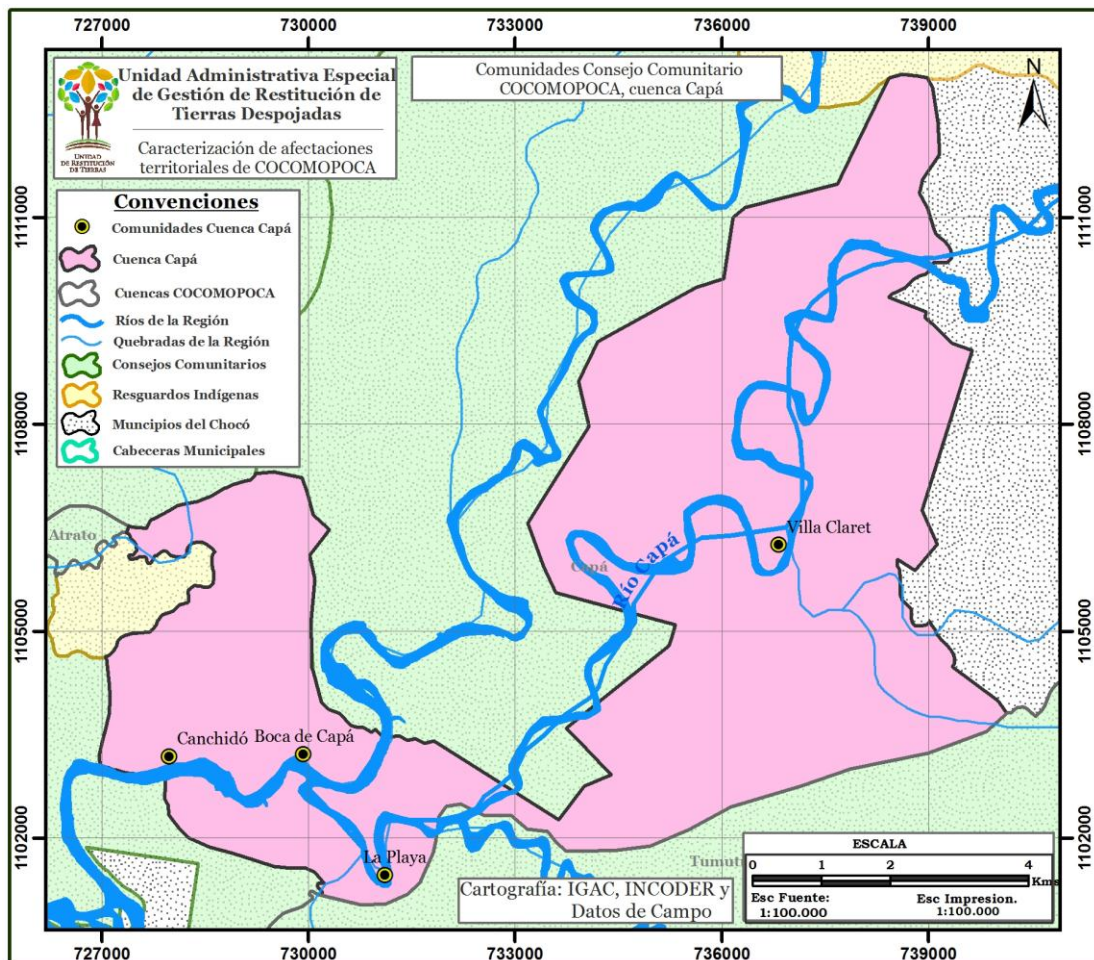 727000 730000 733000 736000 739000
Unidad Administrativa Especial
de Gestión de Restitución de
Tierras Despojadas
Caracterización de afectaciones
territoriales de COCOMOPOCA
UNIDAD
DE RESTITUCIÓN
DE TIERRAS
Comunidades Consejo Comunitario
COCOMOPOCA, cuenca Capá
N
Convenciones
Comunidades Cuenca Capá
Cuenca Capá
Cuencas COCOMOPOCA
Ríos de la Región
Quebradas de la Región
Consejos Comunitarios
Resguardos Indígenas
Muncipios del Chocó
Cabeceras Municipales
1111000
1108000
1105000
1102000
1111000
1108000
1105000
1102000
Atrato
Villa Claret
Capá
Río Capá
Canchidó
Boca de Capá
La Playa
Cartografía: IGAC, INCODER y
Datos de Campo
ESCALA
0 1 2 4
Kms
Esc Fuente:
1:100.000
Esc Impresion.
1:100.000
727000 730000 733000 736000 739000